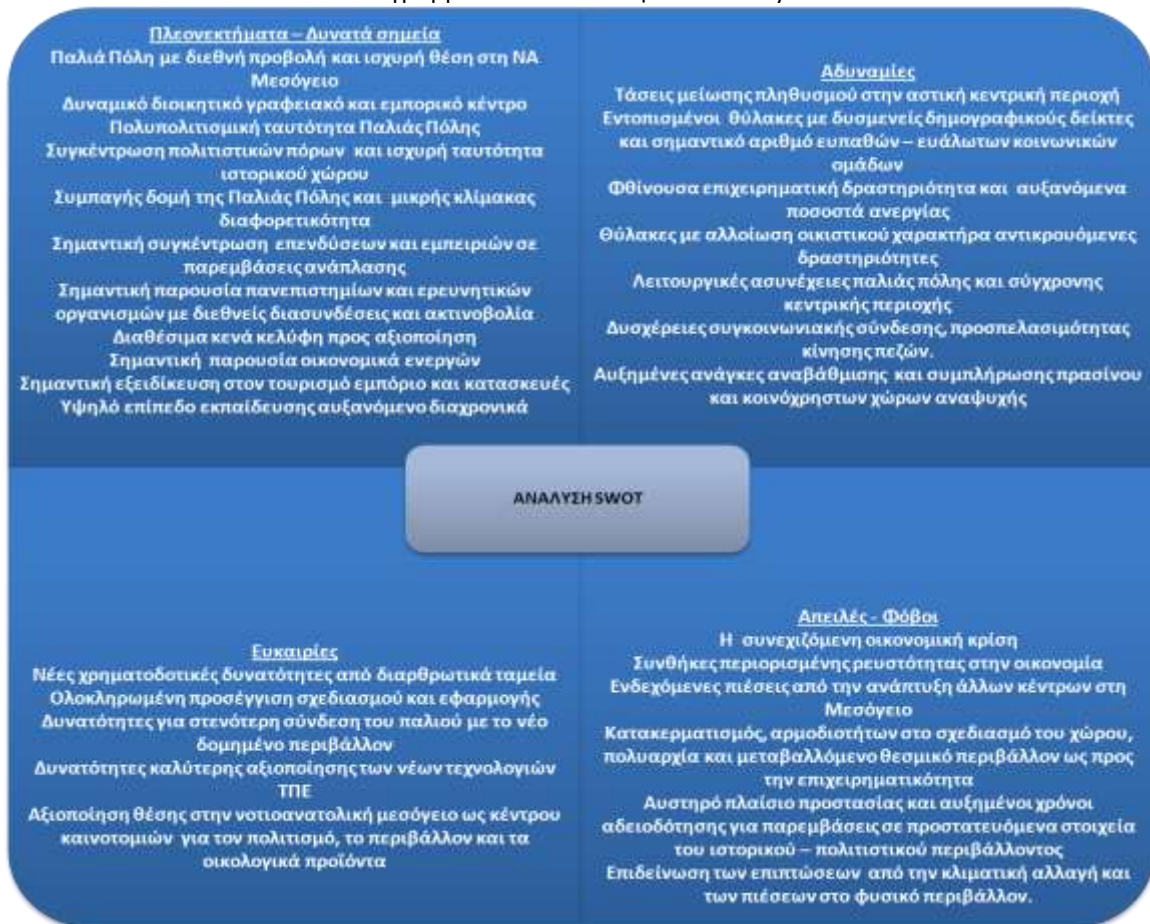 Πλεονεκτήματα – Δυνατά σημεία
Παλιά Πόλη με διεθνή προβολή και ισχυρή θέση στη ΝΑ
Μεσόγειο
Δυναμικό διοικητικό γραφειακό και εμπορικό κέντρο
Πολυπολιτισμική ταυτότητα Παλιάς Πόλης
Συγκέντρωση πολιτιστικών πόρων και ισχυρή ταυτότητα
ιστορικού χώρου
Συμπαγής δομή της Παλιάς Πόλης και μικρής κλίμακας
διαφορετικότητα
Σημαντική συγκέντρωση επενδύσεων και εμπειριών σε
παρεμβάσεις ανάπλασης
Σημαντική παρουσία πανεπιστημίων και ερευνητικών
οργανισμών με διεθνείς διασυνδέσεις και ακτινοβολία
Διαθέσιμα κενά κελύφη προς αξιοποίηση
Σημαντική παρουσία οικονομικά ενεργών
Σημαντική εξειδίκευση στον τουρισμό εμπόριο και κατασκευές
Υψηλό επίπεδο εκπαίδευσης αυξανόμενο διαχρονικά
Αδυναμίες
Τάσεις μείωσης πληθυσμού στην αστική κεντρική περιοχή
Εντοπισμένοι θύλακες με δυσμενείς δημογραφικούς δείκτες
και σημαντικό αριθμό ευπαθών – ευάλωτων κοινωνικών
ομάδων
Φθίνουσα επιχειρηματική δραστηριότητα και αυξανόμενα
ποσοστά ανεργίας
Θύλακες με αλλοίωση οικιστικού χαρακτήρα αντικρουόμενες
δραστηριότητες
Λειτουργικές ασυνέχειες παλιάς πόλης και σύγχρονης
κεντρικής περιοχής
Δυσχέρειες συγκοινωνιακής σύνδεσης, προσπελασιμότητας
κίνησης πεζών.
Αυξημένες ανάγκες αναβάθμισης και συμπλήρωσης πρασίνου
και κοινόχρηστων χώρων αναψυχής
ΑΝΑΛΥΣΗ SWOT
Ευκαιρίες
Νέες χρηματοδοτικές δυνατότητες από διαρθρωτικά ταμεία
Ολοκληρωμένη προσέγγιση σχεδιασμού και εφαρμογής
Δυνατότητες για στενότερη σύνδεση του παλιού με το νέο
δομημένο περιβάλλον
Δυνατότητες καλύτερης αξιοποίησης των νέων τεχνολογιών
ΤΠΕ
Αξιοποίηση θέσης στην νοτιοανατολική μεσόγειο ως κέντρου
καινοτομιών για τον πολιτισμό, το περιβάλλον και τα
οικολογικά προϊόντα
Απειλές - Φόβοι
Η συνεχιζόμενη οικονομική κρίση
Συνθήκες περιορισμένης ρευστότητας στην οικονομία
Ενδεχόμενες πιέσεις από την ανάπτυξη άλλων κέντρων στη
Μεσόγειο
Κατακερματισμός, αρμοδιοτήτων στο σχεδιασμό του χώρου,
πολυαρχία και μεταβαλλόμενο θεσμικό περιβάλλον ως προς
την επιχειρηματικότητα
Αυστηρό πλαίσιο προστασίας και αυξημένοι χρόνοι
αδειοδότησης για παρεμβάσεις σε προστατευόμενα στοιχεία
του ιστορικού – πολιτιστικού περιβάλλοντος
Επιδείνωση των επιπτώσεων από την κλιματική αλλαγή και
των πιέσεων στο φυσικό περιβάλλον.